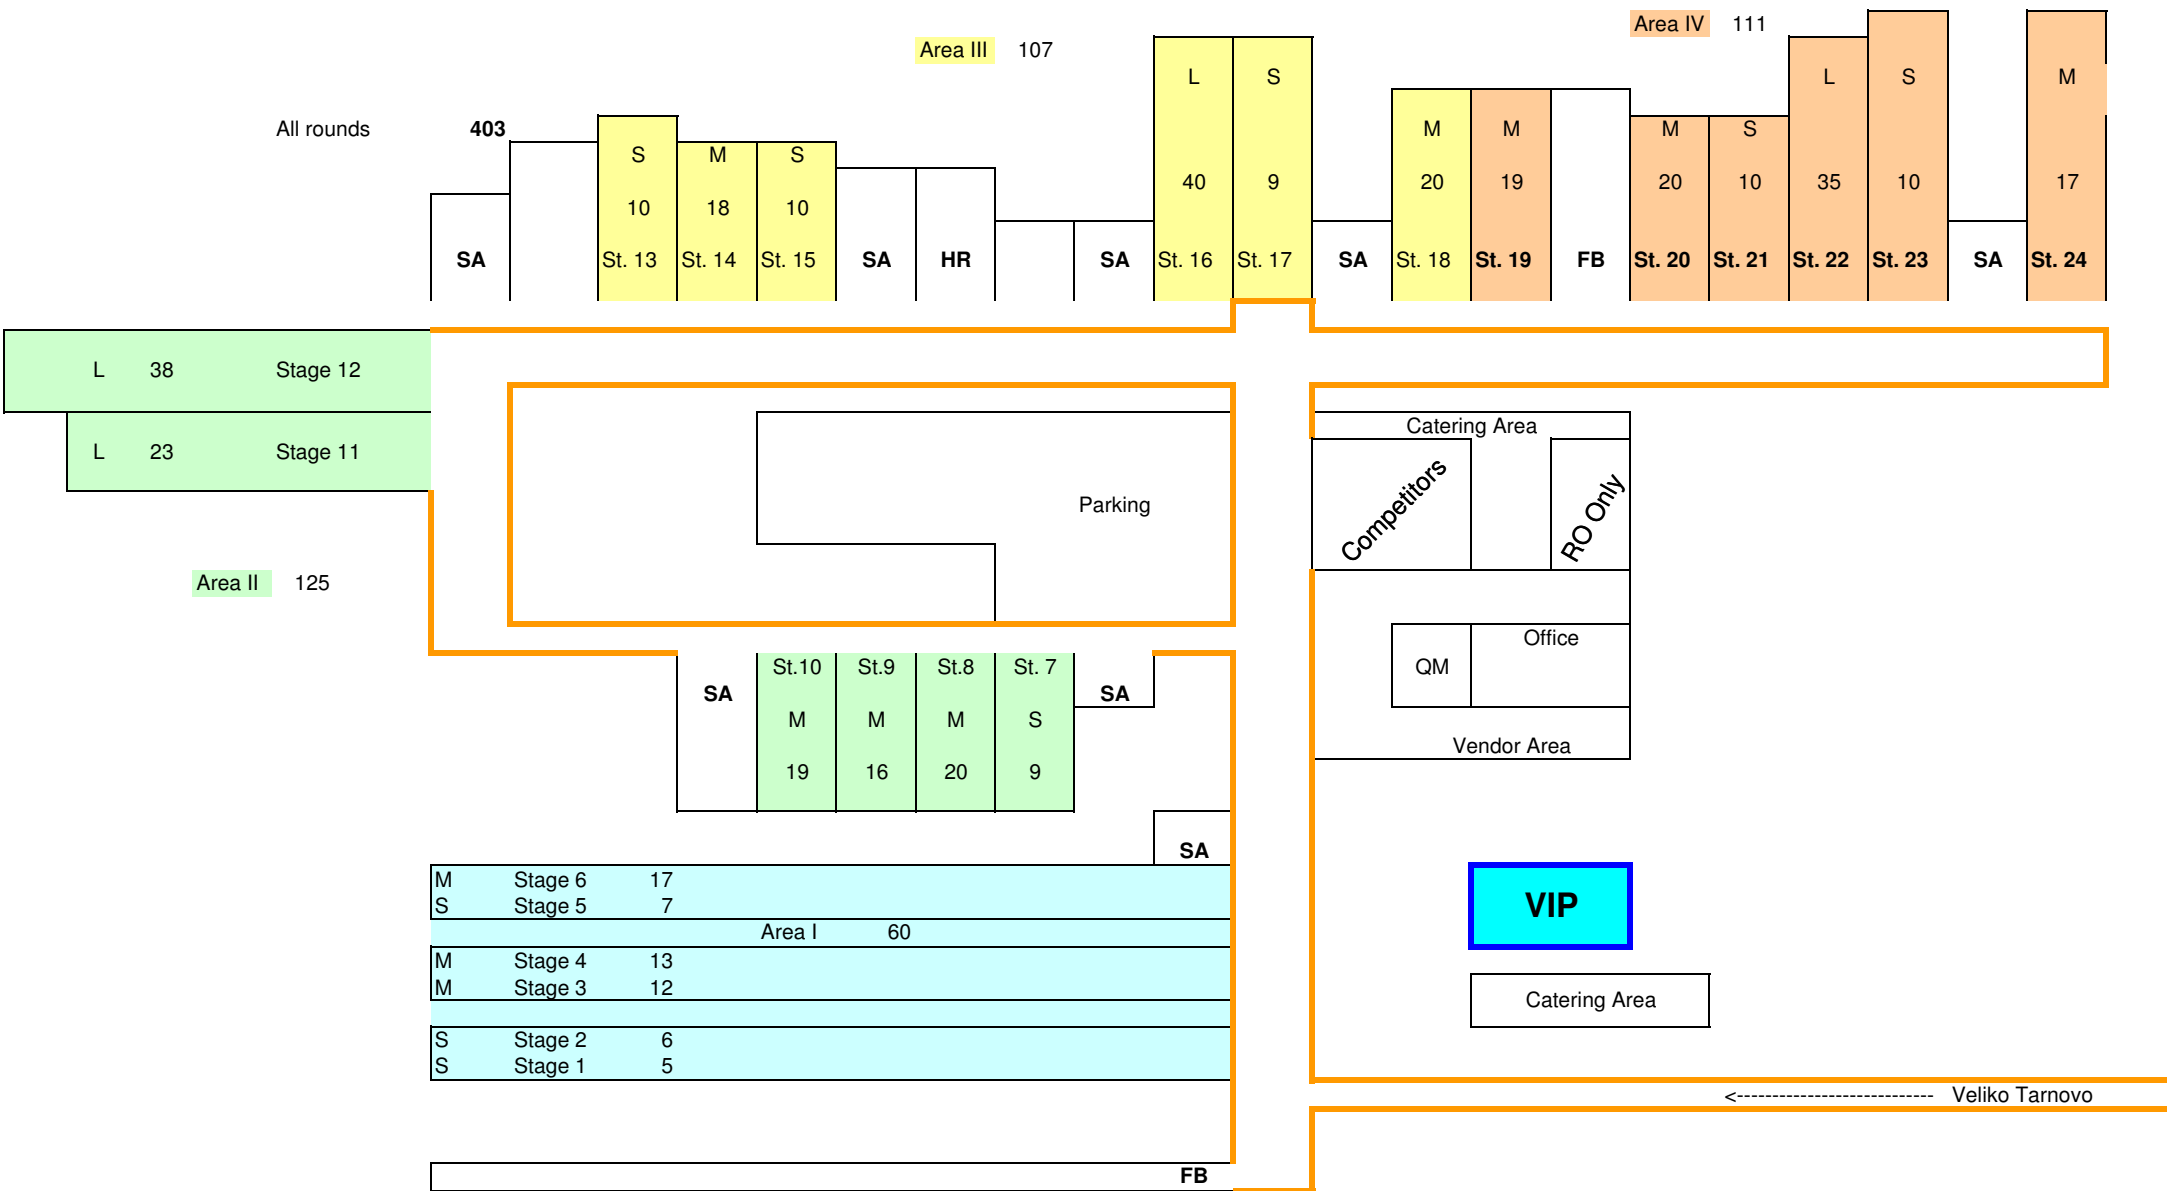 Area IV 111
Area III 107
L S L S M
All rounds 403 M M M S
S M S
40 9 20 19 20 10 35 10 17
10 18 10
SA St. 13 St. 14 St. 15 SA HR SA St. 16 St. 17 SA St. 18 St. 19 FB St. 20 St. 21 St. 22 St. 23 SA St. 24
L 38 Stage 12
Catering Area
L 23 Stage 11
Competitors
RO Only
Parking
Area II 125
Office
St.10 St.9 St.8 St. 7 QM
SA SA
M M M S
Vendor Area
19 16 20 9
SA
M Stage 6 17
S Stage 5 7
VIP
Area I 60
M Stage 4 13
M Stage 3 12
Catering Area
S Stage 2 6
S Stage 1 5
<---------------------------- Veliko Tarnovo
FB